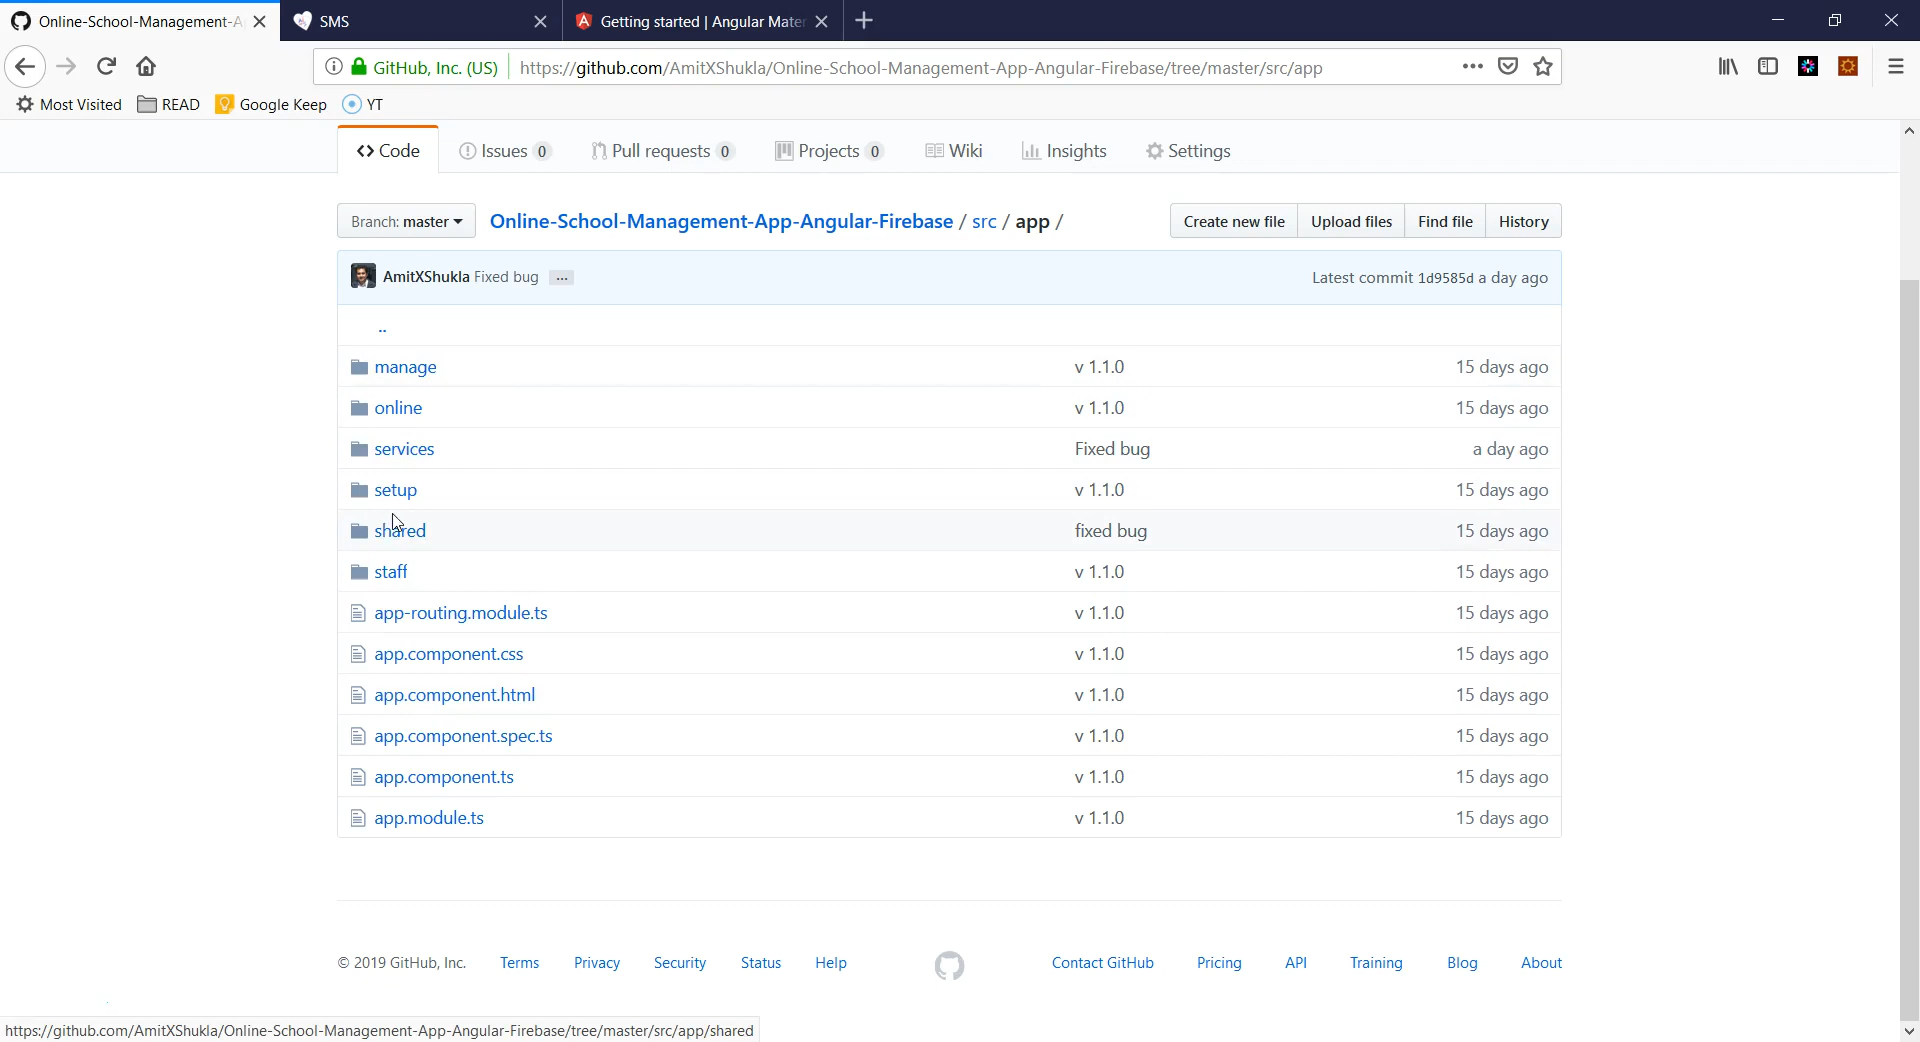 Online-School-Management-A
SMS
Getting started | Angular Mater
GitHub, Inc. (US)
https://github.com/AmitXShukla/Online-School-Management-App-Angular-Firebase/tree/master/src/app
Most Visited
READ
Google Keep
YT
<> Code
Issues 0
Pull requests 0
Projects 0
Wiki
Insights
Settings
Branch: master
Online-School-Management-App-Angular-Firebase / src / app /
Create new file
Upload files
Find file
History
AmitXShukla Fixed bug ...
Latest commit 1d9585d a day ago
..
manage v 1.1.0 15 days ago
online v 1.1.0 15 days ago
services Fixed bug a day ago
setup v 1.1.0 15 days ago
shared fixed bug 15 days ago
staff v 1.1.0 15 days ago
app-routing.module.ts v 1.1.0 15 days ago
app.component.css v 1.1.0 15 days ago
app.component.html v 1.1.0 15 days ago
app.component.spec.ts v 1.1.0 15 days ago
app.component.ts v 1.1.0 15 days ago
app.module.ts v 1.1.0 15 days ago
© 2019 GitHub, Inc. Terms Privacy Security Status Help Contact GitHub Pricing API Training Blog About
https://github.com/AmitXShukla/Online-School-Management-App-Angular-Firebase/tree/master/src/app/shared